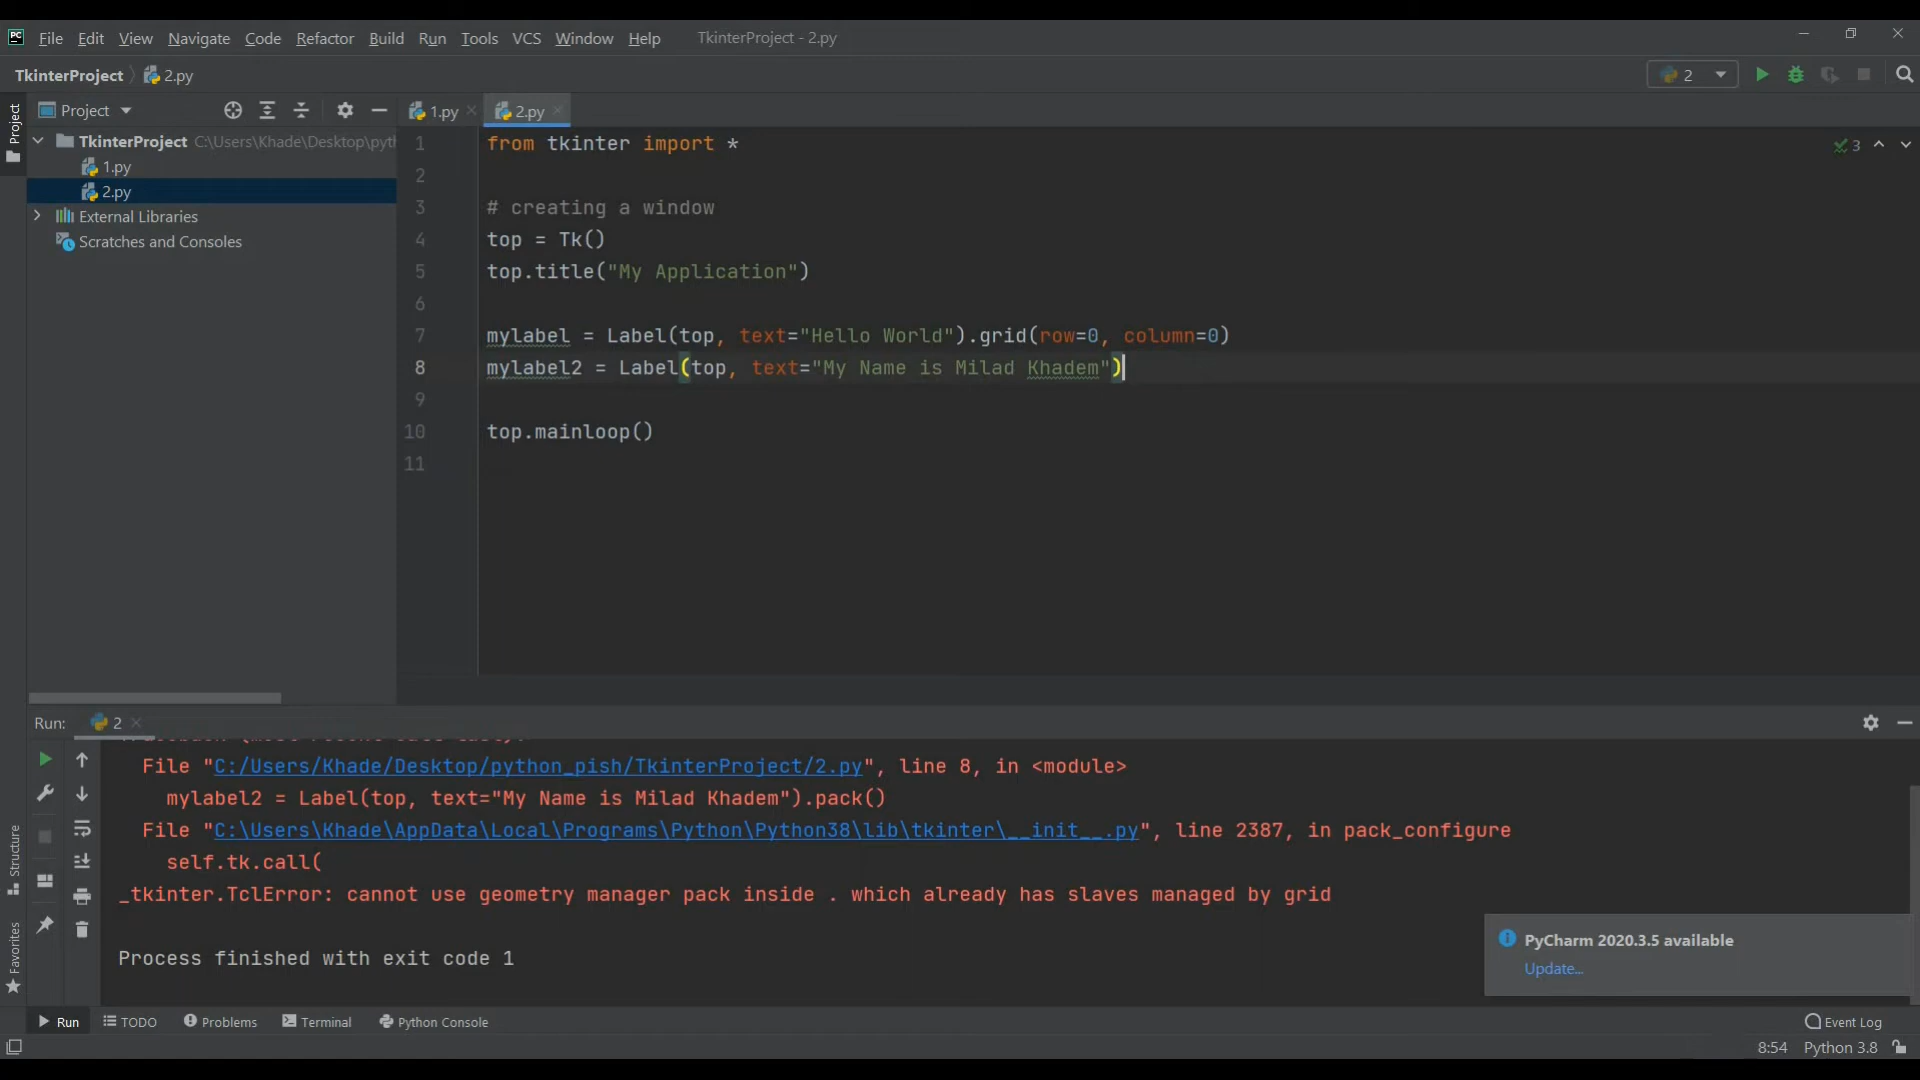 File Edit View Navigate Code Refactor Build Run Tools VCS Window Help TkinterProject - 2.py
TkinterProject 2.py 2
Project 1.py 2.py
Project
TkinterProject C:\Users\Khade\Desktop\pyth
1.py
2.py
External Libraries
Scratches and Consoles
1 from tkinter import *
2
3 # creating a window
4 top = Tk()
5 top.title("My Application")
6
7 mylabel = Label(top, text="Hello World").grid(row=0, column=0)
8 mylabel2 = Label(top, text="My Name is Milad Khadem")
9
10 top.mainloop()
11
3
Run: 2
File "C:/Users/Khade/Desktop/python_pish/TkinterProject/2.py", line 8, in <module>
mylabel2 = Label(top, text="My Name is Milad Khadem").pack()
File "C:\Users\Khade\AppData\Local\Programs\Python\Python38\lib\tkinter\__init__.py", line 2387, in pack_configure
self.tk.call(
_tkinter.TclError: cannot use geometry manager pack inside . which already has slaves managed by grid
Process finished with exit code 1
Structure
Favorites
PyCharm 2020.3.5 available
Update...
Run TODO Problems Terminal Python Console Event Log
8:54 Python 3.8